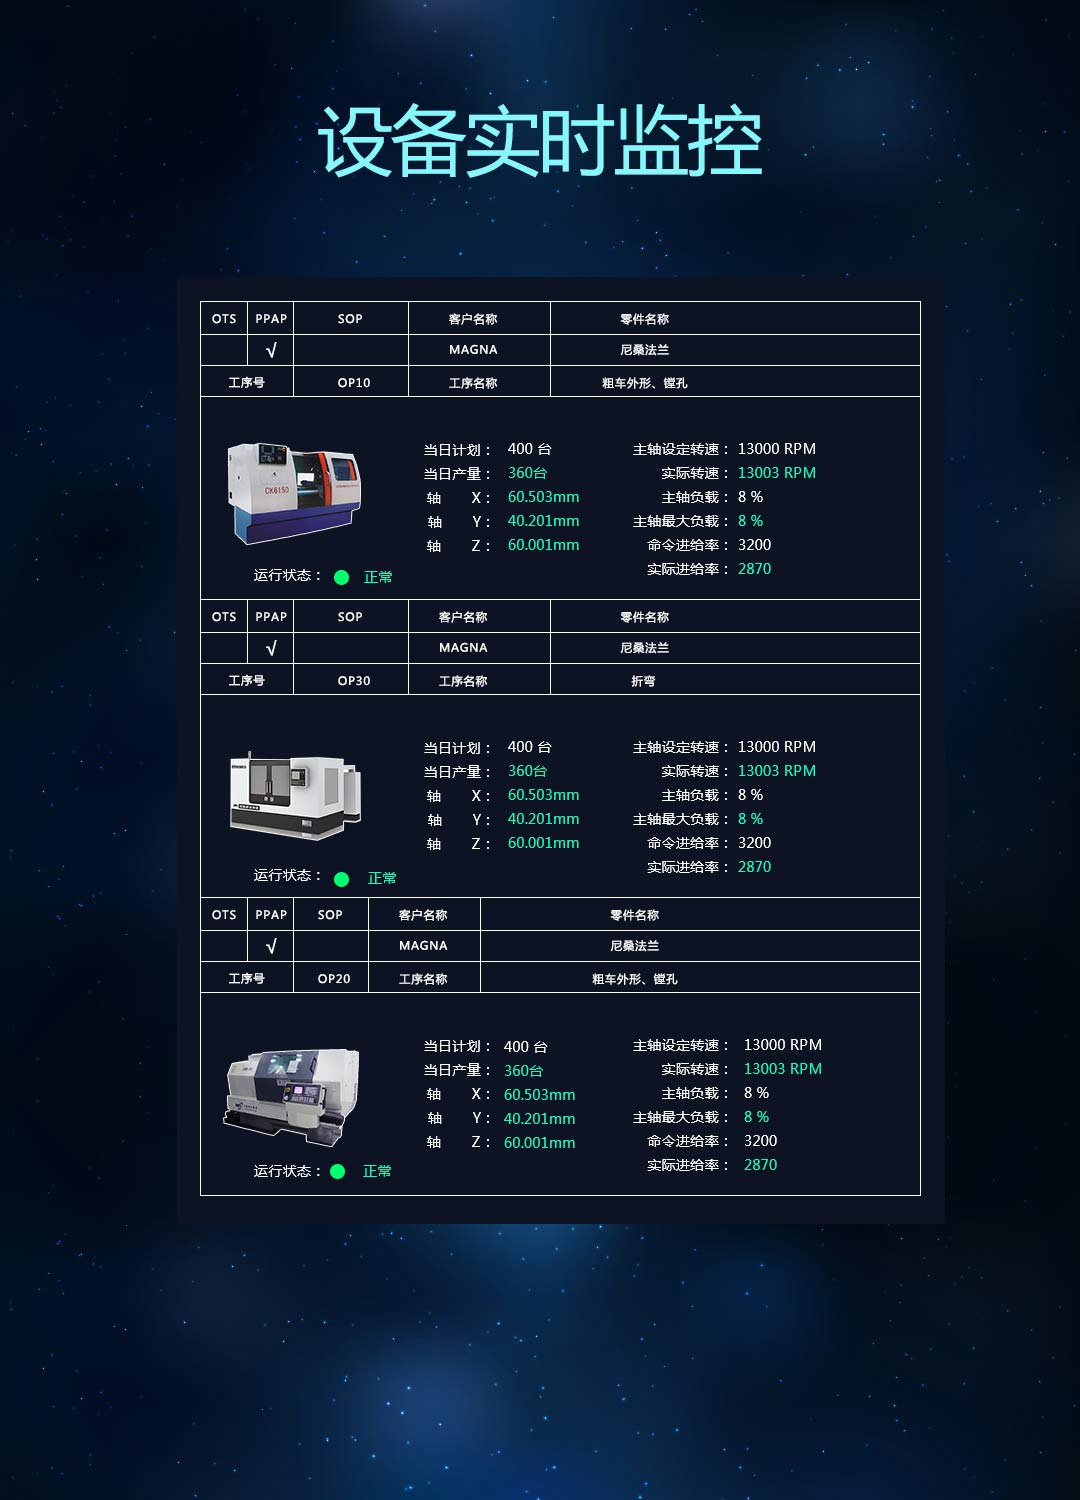 设备实时监控
OTS PPAP SOP 客户名称 零件名称
√ MAGNA 尼桑法兰
工序号 OP10 工序名称 粗车外形、镗孔
CK6150
当日计划： 400 台 主轴设定转速： 13000 RPM
当日产量： 360台 实际转速： 13003 RPM
轴 X： 60.503mm 主轴负载： 8 %
轴 Y： 40.201mm 主轴最大负载： 8 %
轴 Z： 60.001mm 命令进给率： 3200
实际进给率： 2870
运行状态： 正常
OTS PPAP SOP 客户名称 零件名称
√ MAGNA 尼桑法兰
工序号 OP30 工序名称 折弯
当日计划： 400 台 主轴设定转速： 13000 RPM
当日产量： 360台 实际转速： 13003 RPM
轴 X： 60.503mm 主轴负载： 8 %
轴 Y： 40.201mm 主轴最大负载： 8 %
轴 Z： 60.001mm 命令进给率： 3200
实际进给率： 2870
运行状态： 正常
OTS PPAP SOP 客户名称 零件名称
√ MAGNA 尼桑法兰
工序号 OP20 工序名称 粗车外形、镗孔
当日计划： 400 台 主轴设定转速： 13000 RPM
当日产量： 360台 实际转速： 13003 RPM
轴 X： 60.503mm 主轴负载： 8 %
轴 Y： 40.201mm 主轴最大负载： 8 %
轴 Z： 60.001mm 命令进给率： 3200
实际进给率： 2870
运行状态： 正常